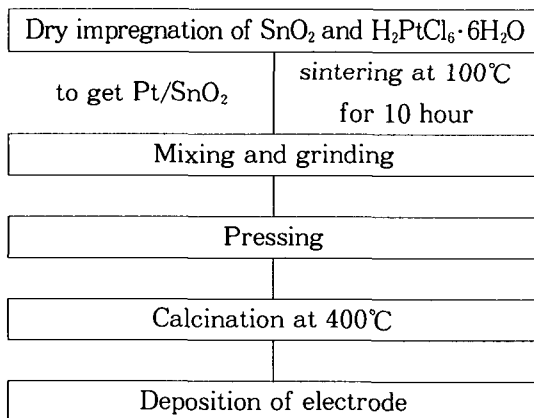 Dry impregnation of SnO₂ and H₂PtCl₆·6H₂O
to get Pt/SnO₂
sintering at 100℃
for 10 hour
Mixing and grinding
Pressing
Calcination at 400℃
Deposition of electrode